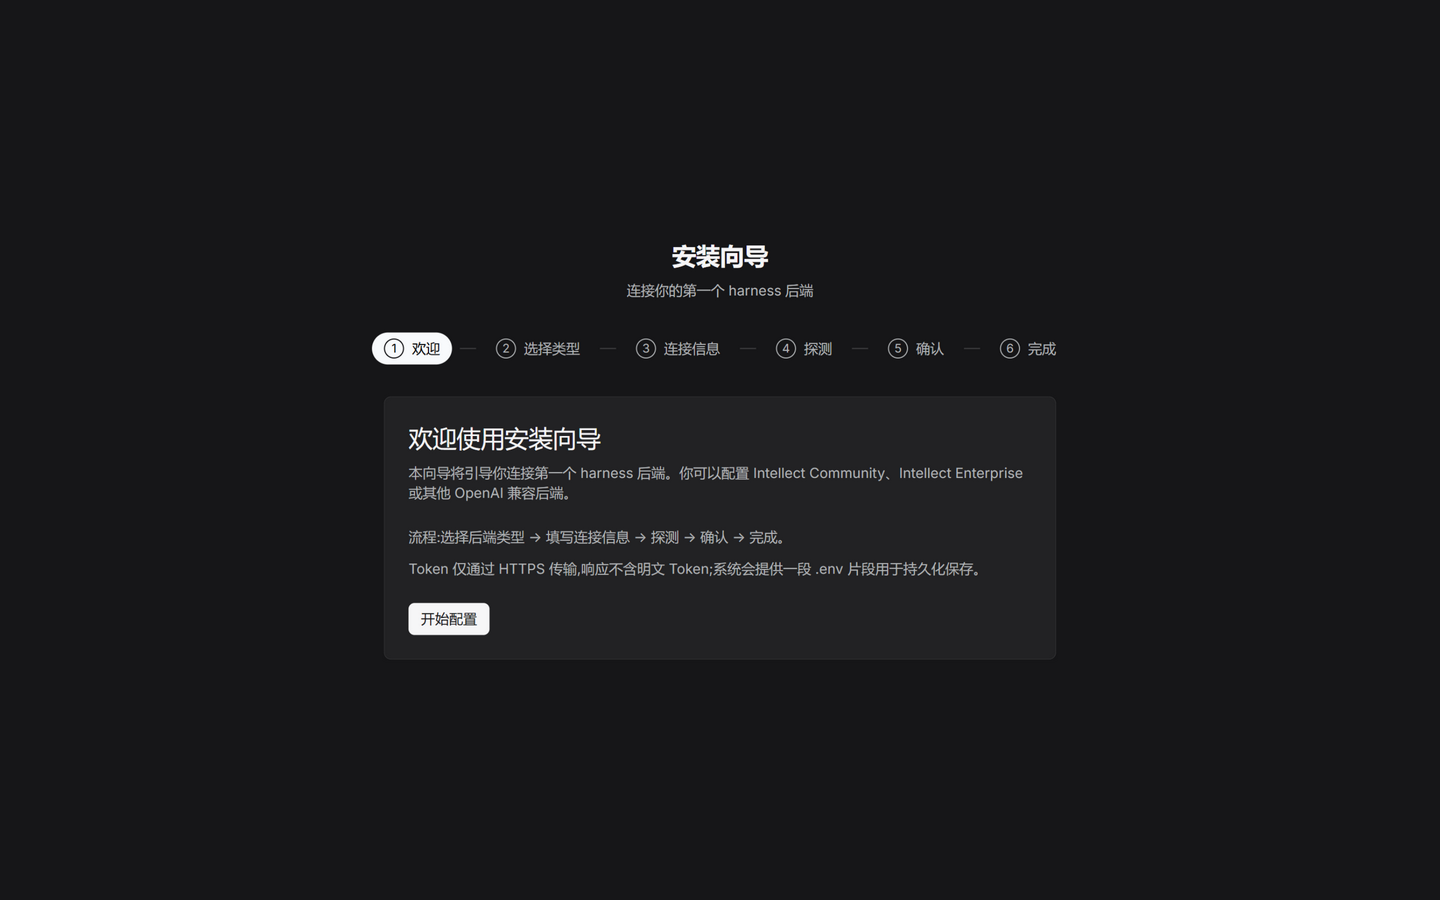 安装向导
连接你的第一个 harness 后端
1 欢迎 2 选择类型 3 连接信息 4 探测 5 确认 6 完成
欢迎使用安装向导
本向导将引导你连接第一个 harness 后端。你可以配置 Intellect Community、Intellect Enterprise
或其他 OpenAI 兼容后端。
流程:选择后端类型 → 填写连接信息 → 探测 → 确认 → 完成。
Token 仅通过 HTTPS 传输,响应不含明文 Token;系统会提供一段 .env 片段用于持久化保存。
开始配置